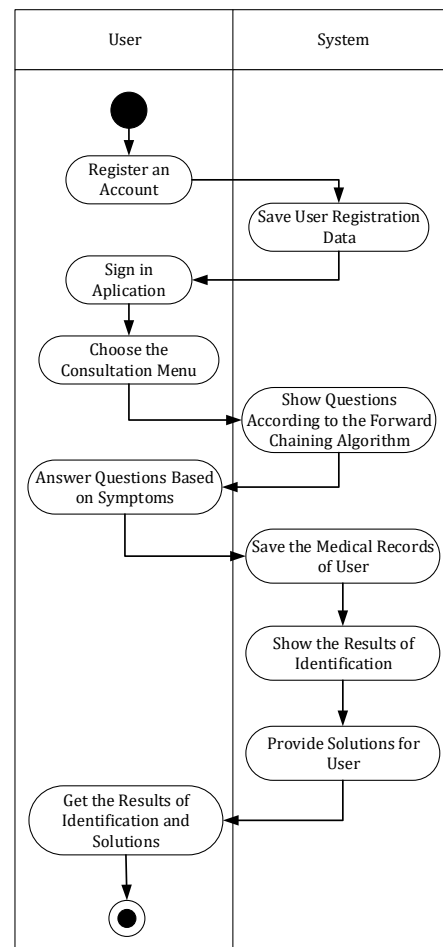 User
System
Register an
Account
Save User Registration
Data
Sign in
Aplication
Choose the
Consultation Menu
Show Questions
According to the Forward
Chaining Algorithm
Answer Questions Based
on Symptoms
Save the Medical Records
of User
Show the Results of
Identification
Provide Solutions for
User
Get the Results of
Identification and
Solutions